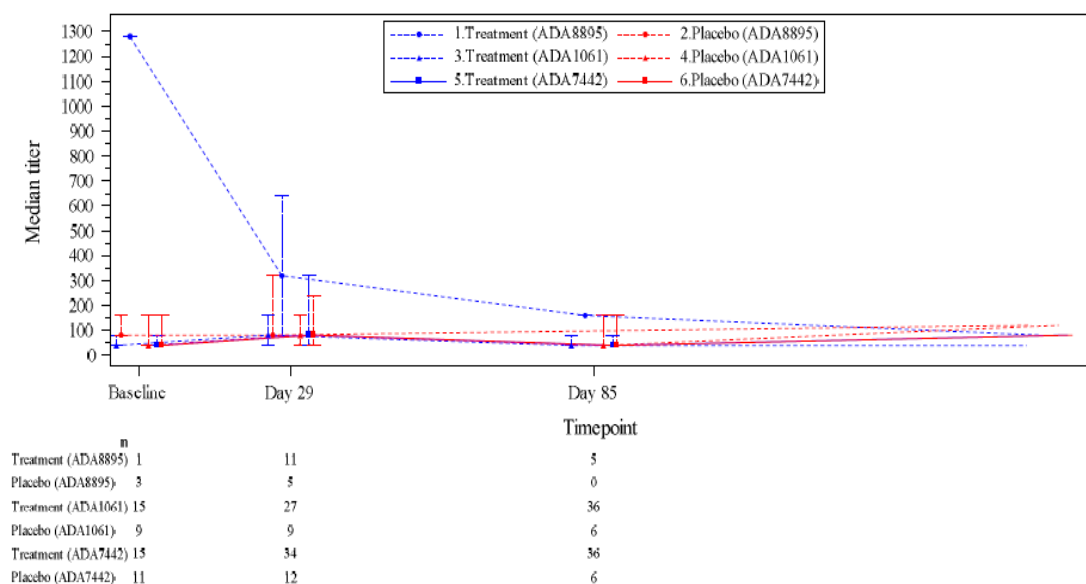 1.Treatment (ADA8895) 2.Placebo (ADA8895)
3.Treatment (ADA1061) 4.Placebo (ADA1061)
5.Treatment (ADA7442) 6.Placebo (ADA7442)
Median titer
1300
1200
1100
1000
900
800
700
600
500
400
300
200
100
0
Baseline Day 29 Day 85
Timepoint
n
Treatment (ADA8895) 1 11 5
Placebo (ADA8895) 3 5 0
Treatment (ADA1061) 15 27 36
Placebo (ADA1061) 9 9 6
Treatment (ADA7442) 15 34 36
Placebo (ADA7442) 11 12 6